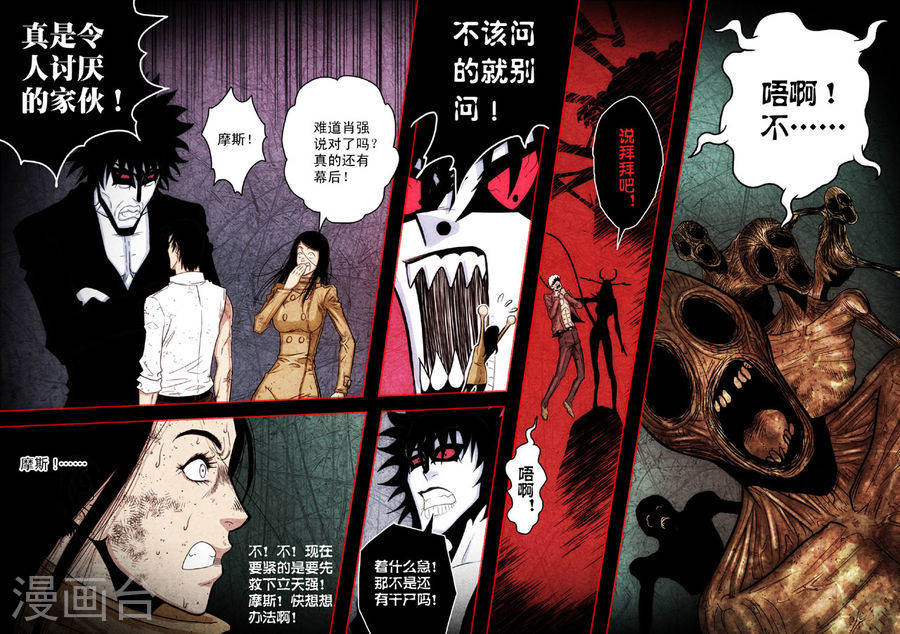 真是令
人讨厌
的家伙！
摩斯！
难道肖强
说对了吗？
真的还有
幕后！
不该问
的就别
问！
说拜拜吧！
唔啊！
不……
摩斯！……
不！不！现在
要紧的是要先
救下立天强！
摩斯！快想想
办法啊！
着什么急！
那不是还
有干尸吗！
唔啊！
漫画台